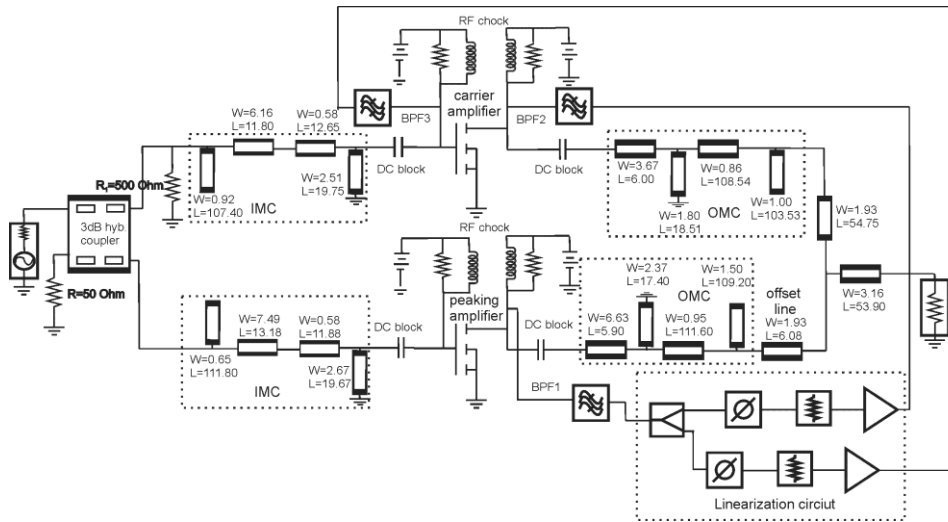 RF chock
carrier
amplifier
BPF3
BPF2
W=6.16
L=11.80
W=0.58
L=12.65
DC block
DC block
R,=500 Ohm
W=0.92
L=107.40
IMC
W=2.51
L=19.75
W=3.67
L=6.00
W=0.86
L=108.54
W=1.80
L=18.51
OMC
W=1.00
L=103.53
W=1.93
L=54.75
3dB hyb.
coupler
R=50 Ohm
RF chock
peaking
amplifier
W=2.37
L=17.40
OMC
W=1.50
L=109.20
offset
line
W=3.16
L=53.90
W=7.49
L=13.18
W=0.58
L=11.88
DC block
DC block
W=6.63
L=5.90
W=0.95
L=111.60
W=1.93
L=6.08
W=0.65
L=111.80
IMC
W=2.67
L=19.67
BPF1
Linearization circiut